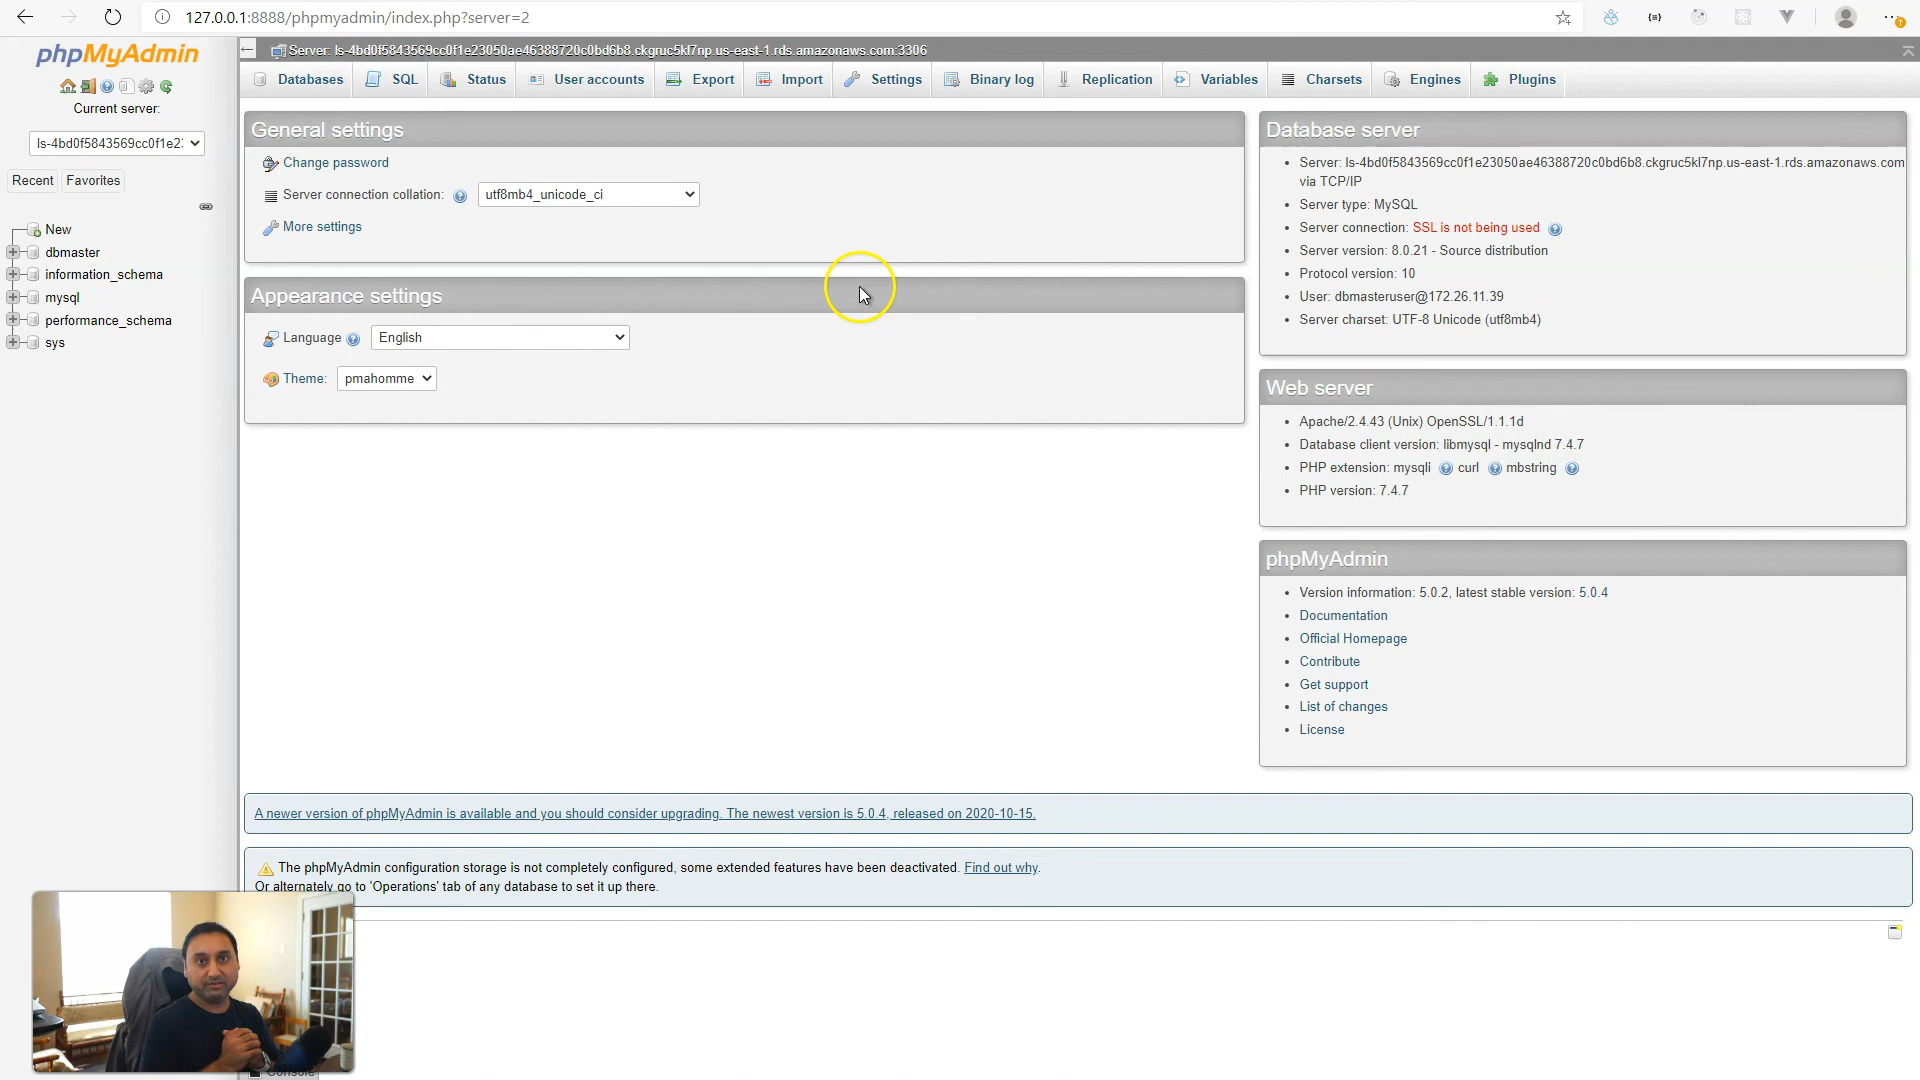 127.0.0.1:8888/phpmyadmin/index.php?server=2
phpMyAdmin
Current server:
ls-4bd0f5843569cc0f1e2:
Recent
Favorites
New
dbmaster
information_schema
mysql
performance_schema
sys
Server: ls-4bd0f5843569cc0f1e23050ae46388720c0bd6b8.ckgruc5kl7np.us-east-1.rds.amazonaws.com:3306
Databases
SQL
Status
User accounts
Export
Import
Settings
Binary log
Replication
Variables
Charsets
Engines
Plugins
General settings
Change password
Server connection collation:
utf8mb4_unicode_ci
More settings
Appearance settings
Language
English
Theme:
pmahomme
Database server
Server: ls-4bd0f5843569cc0f1e23050ae46388720c0bd6b8.ckgruc5kl7np.us-east-1.rds.amazonaws.com
via TCP/IP
Server type: MySQL
Server connection: SSL is not being used
Server version: 8.0.21 - Source distribution
Protocol version: 10
User: dbmasteruser@172.26.11.39
Server charset: UTF-8 Unicode (utf8mb4)
Web server
Apache/2.4.43 (Unix) OpenSSL/1.1.1d
Database client version: libmysql - mysqlnd 7.4.7
PHP extension: mysqli curl mbstring
PHP version: 7.4.7
phpMyAdmin
Version information: 5.0.2, latest stable version: 5.0.4
Documentation
Official Homepage
Contribute
Get support
List of changes
License
A newer version of phpMyAdmin is available and you should consider upgrading. The newest version is 5.0.4, released on 2020-10-15.
The phpMyAdmin configuration storage is not completely configured, some extended features have been deactivated. Find out why.
Or alternately go to 'Operations' tab of any database to set it up there.
Console